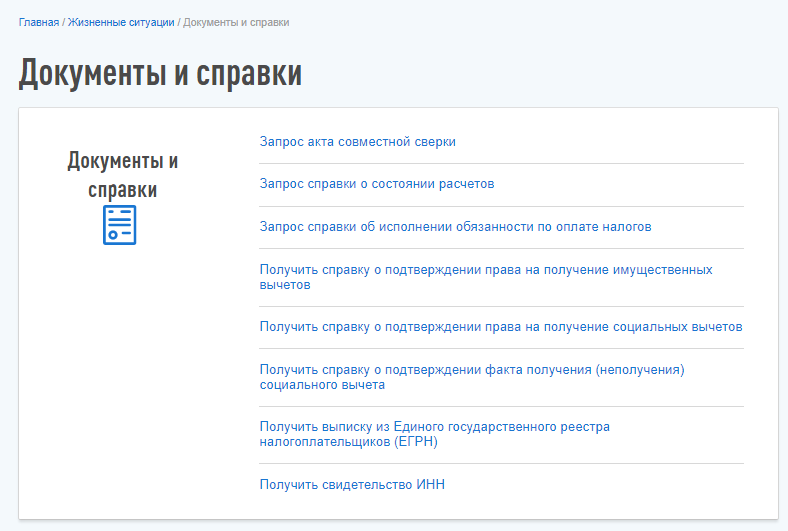 Главная / Жизненные ситуации / Документы и справки
Документы и справки
Документы и
справки
Запрос акта совместной сверки
Запрос справки о состоянии расчетов
Запрос справки об исполнении обязанности по оплате налогов
Получить справку о подтверждении права на получение имущественных
вычетов
Получить справку о подтверждении права на получение социальных вычетов
Получить справку о подтверждении факта получения (неполучения)
социального вычета
Получить выписку из Единого государственного реестра
налогоплательщиков (ЕГРН)
Получить свидетельство ИНН